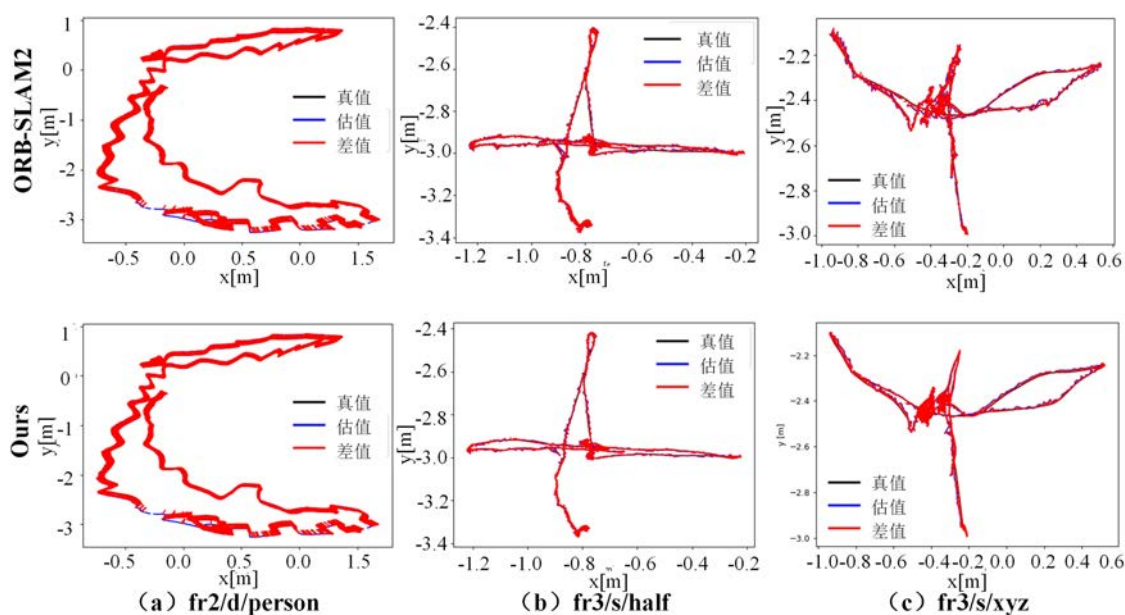 ORB-SLAM2
1
0
-1
-2
-3
y[m]
-0.5 0.0 0.5 0.0 1.5
x[m]
真值
估值
差值
-2.4
-2.6
-2.8
-3.0
-3.2
-3.4
y[m]
-1.2 -1.0 -0.8 -0.6 -0.4 -0.2
x[m]
真值
估值
差值
-2.2
-2.4
-2.6
-2.8
-3.0
y[m]
-1.0 -0.8 -0.6 -0.4 -0.2 0.0 0.2 0.4 0.6
x[m]
真值
估值
差值
Ours
1
0
-1
-2
-3
y[m]
-0.5 0.0 0.5 0.0 1.5
x[m]
真值
估值
差值
-2.4
-2.6
-2.8
-3.0
-3.2
-3.4
y[m]
-1.2 -1.0 -0.8 -0.6 -0.4 -0.2
x[m]
真值
估值
差值
-2.2
-2.4
-2.6
-2.8
-3.0
y [m]
-1.0 -0.8 -0.6 -0.4 -0.2 0.0 0.2 0.4 0.6
x[m]
真值
估值
差值
（a）fr2/d/person
（b）fr3/s/half
（c）fr3/s/xyz